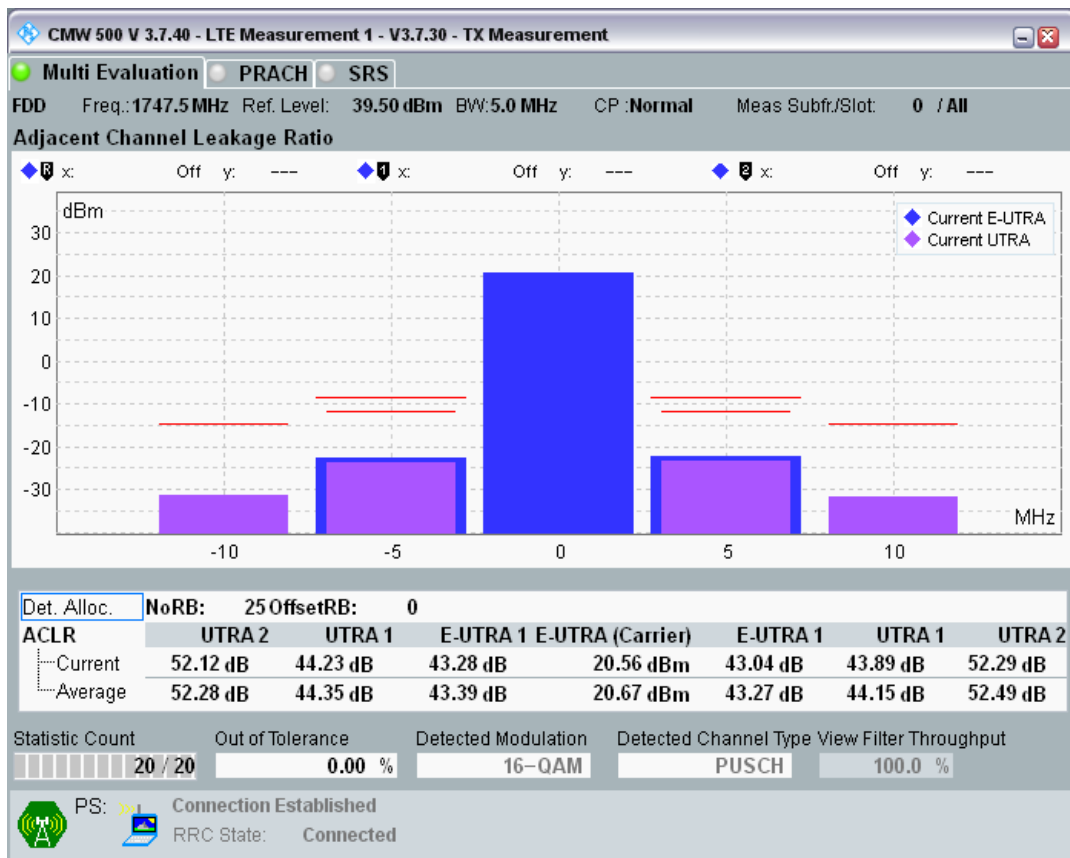 CMW 500 V 3.7.40 - LTE Measurement 1 - V3.7.30 - TX Measurement
Multi Evaluation PRACH SRS
FDD Freq.: 1747.5 MHz Ref. Level: 39.50 dBm BW: 5.0 MHz CP :Normal Meas Subfr./Slot: 0 / All
Adjacent Channel Leakage Ratio
R x: Off y: --- 1 x: Off y: --- 2 x: Off y: ---
dBm
Current E-UTRA
Current UTRA
30
20
10
0
-10
-20
-30
MHz
-10 -5 0 5 10
Det. Alloc. NoRB: 25 OffsetRB: 0
ACLR UTRA 2 UTRA 1 E-UTRA 1 E-UTRA (Carrier) E-UTRA 1 UTRA 1 UTRA 2
Current 52.12 dB 44.23 dB 43.28 dB 20.56 dBm 43.04 dB 43.89 dB 52.29 dB
Average 52.28 dB 44.35 dB 43.39 dB 20.67 dBm 43.27 dB 44.15 dB 52.49 dB
Statistic Count Out of Tolerance Detected Modulation Detected Channel Type View Filter Throughput
20 / 20 0.00 % 16-QAM PUSCH 100.0 %
PS: Connection Established
RRC State: Connected